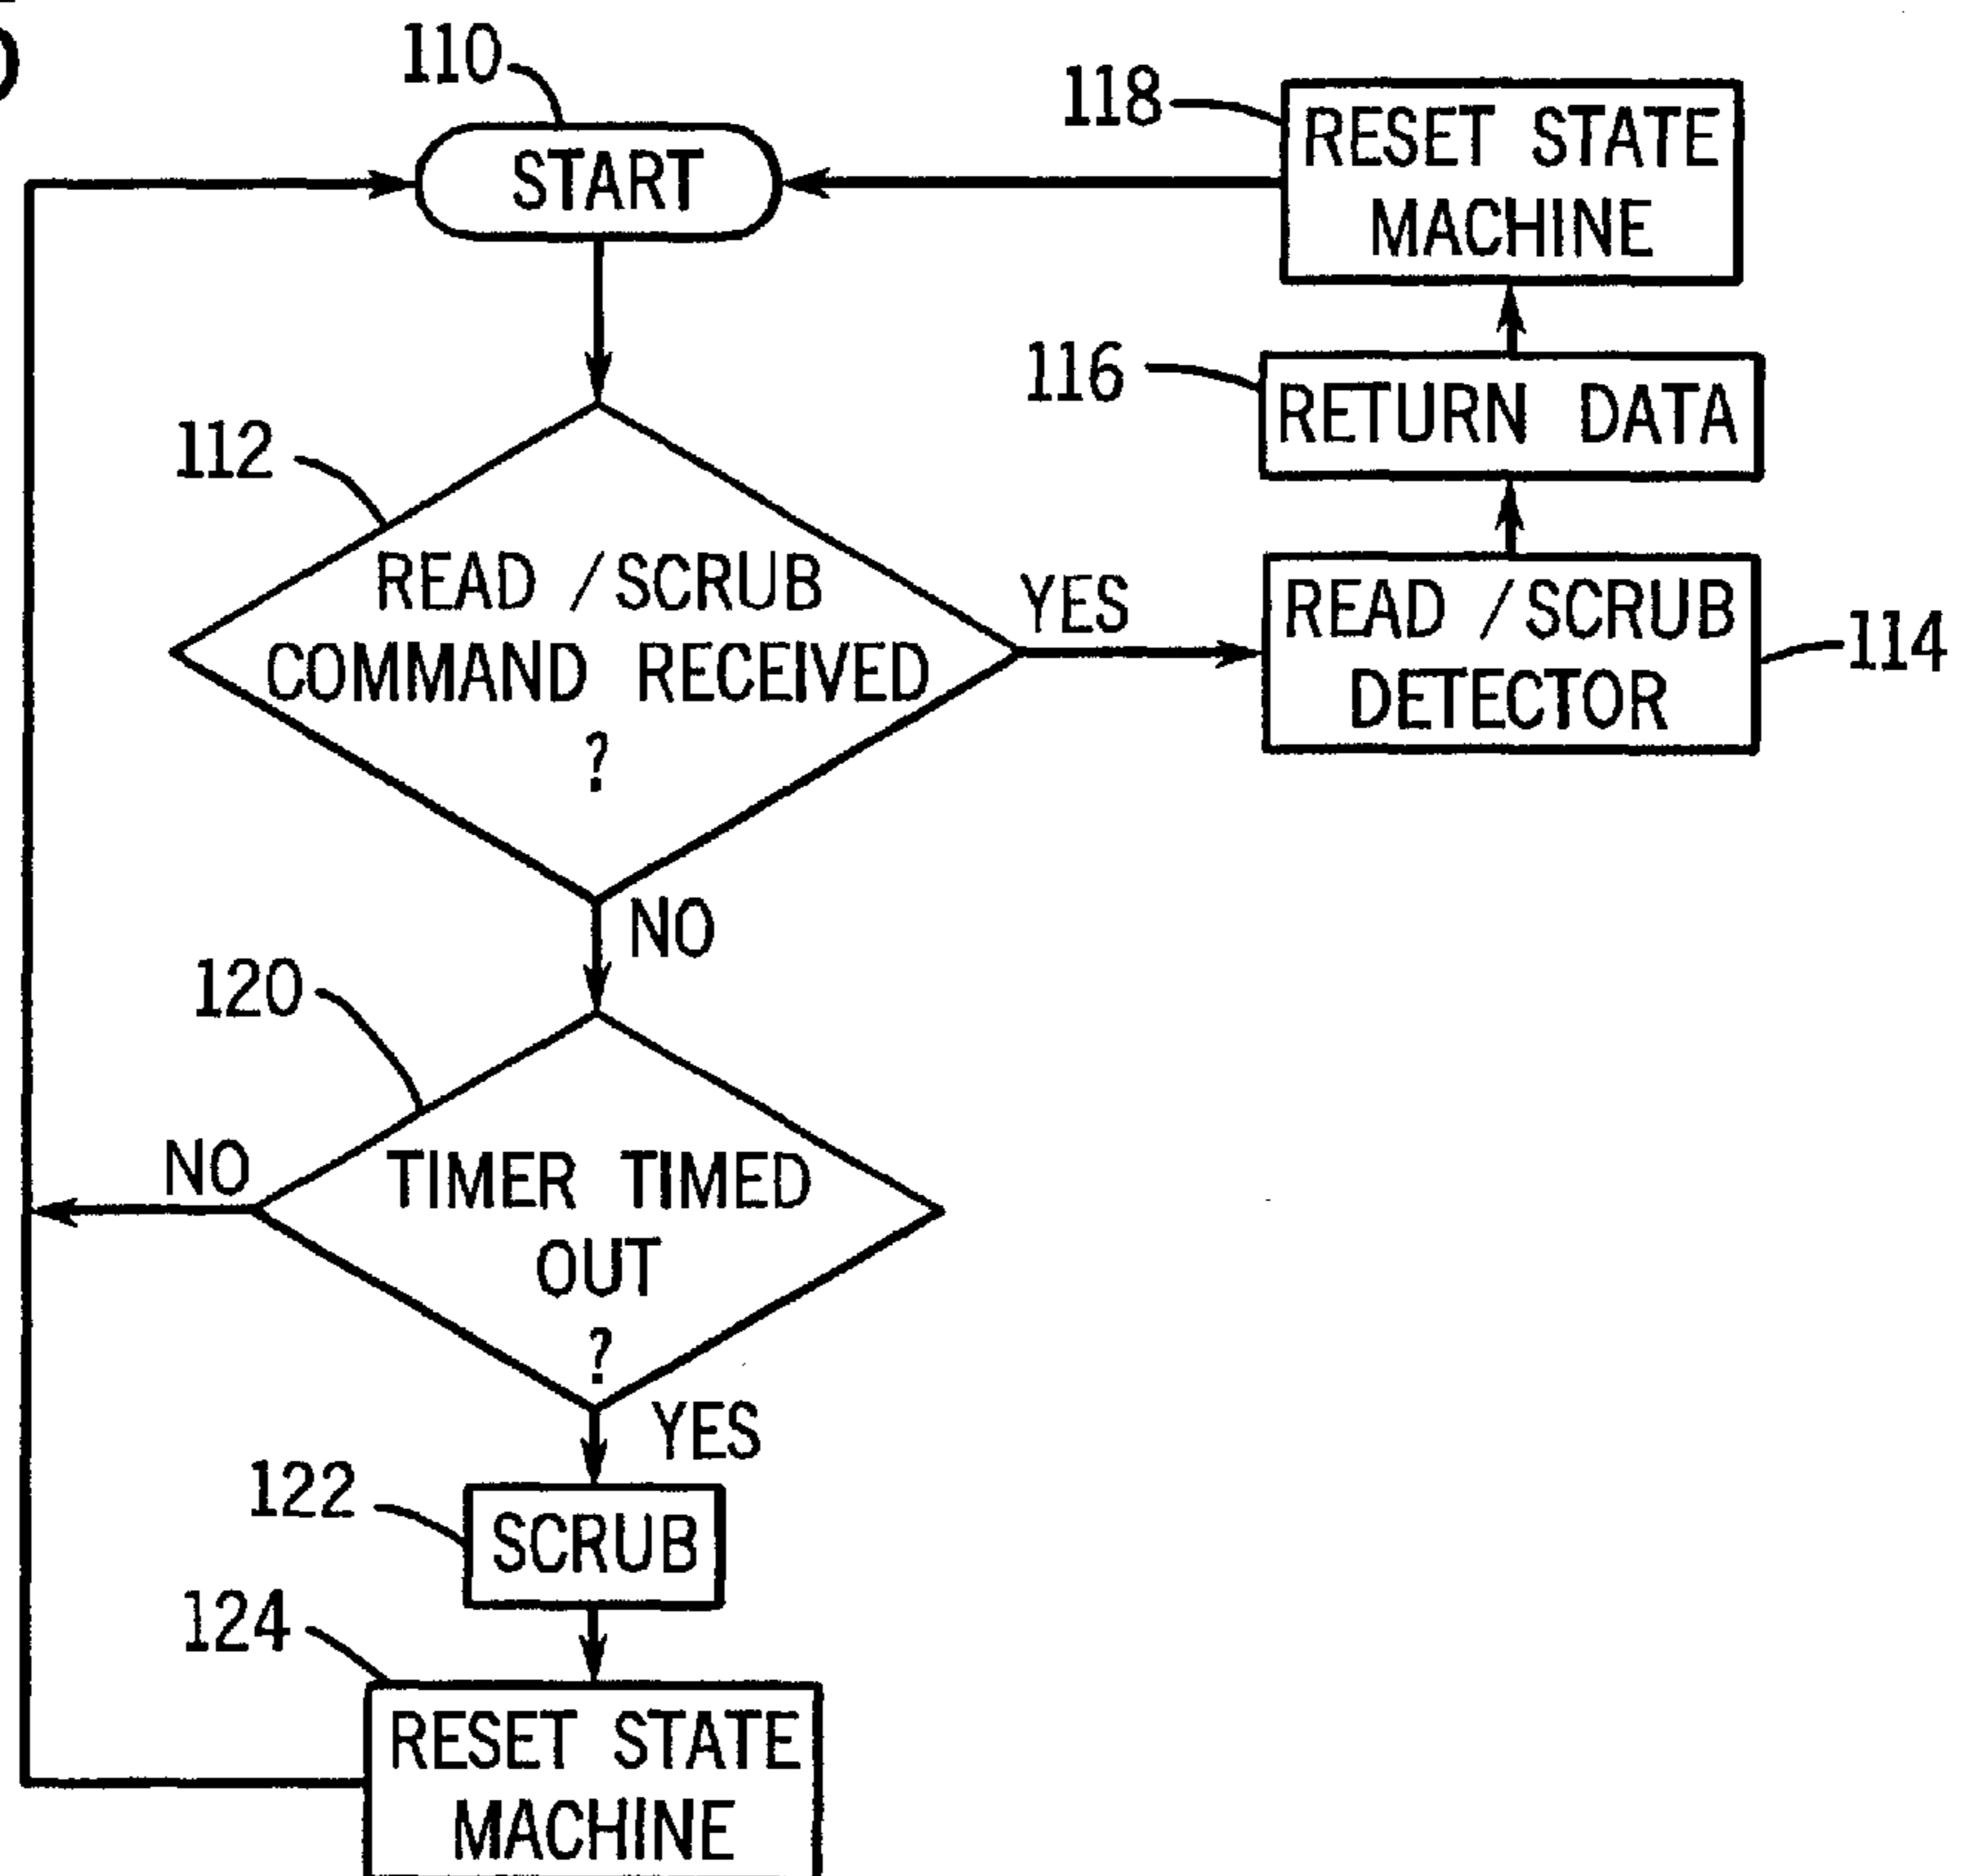 110
START
118
RESET STATE
MACHINE
116
RETURN DATA
112
READ /SCRUB
COMMAND RECEIVED
?
YES
READ /SCRUB
DETECTOR
114
NO
120
TIMER TIMED
OUT
?
NO
YES
122
SCRUB
124
RESET STATE
MACHINE